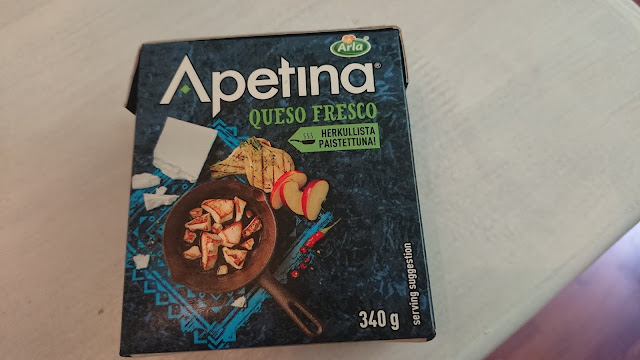 Arla
Apetina®
QUESO FRESCO
HERKULLISTA
PAISTETTUNA!
340 g
serving suggestion